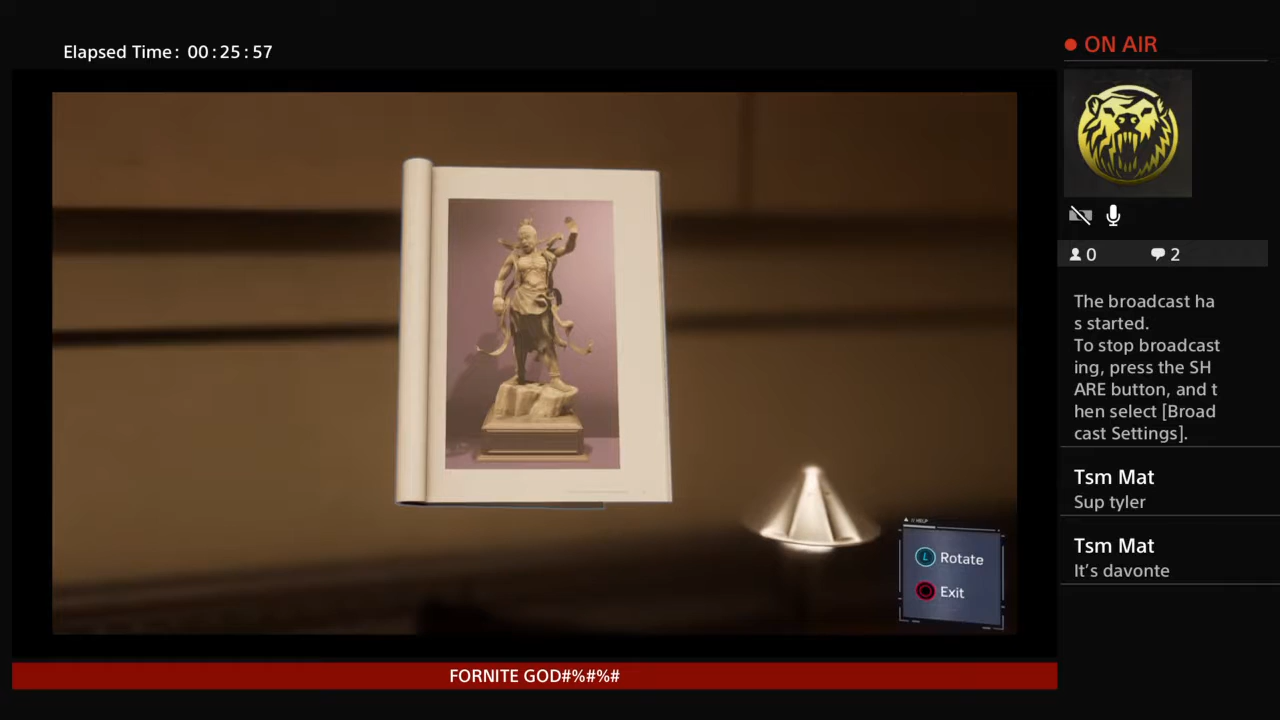 Elapsed Time: 00:25:57
ON AIR
0
2
The broadcast ha
s started.
To stop broadcast
ing, press the SH
ARE button, and t
hen select [Broad
cast Settings].
Tsm Mat
Sup tyler
Tsm Mat
It's davonte
// HELP
L Rotate
Exit
FORNITE GOD#%#%#